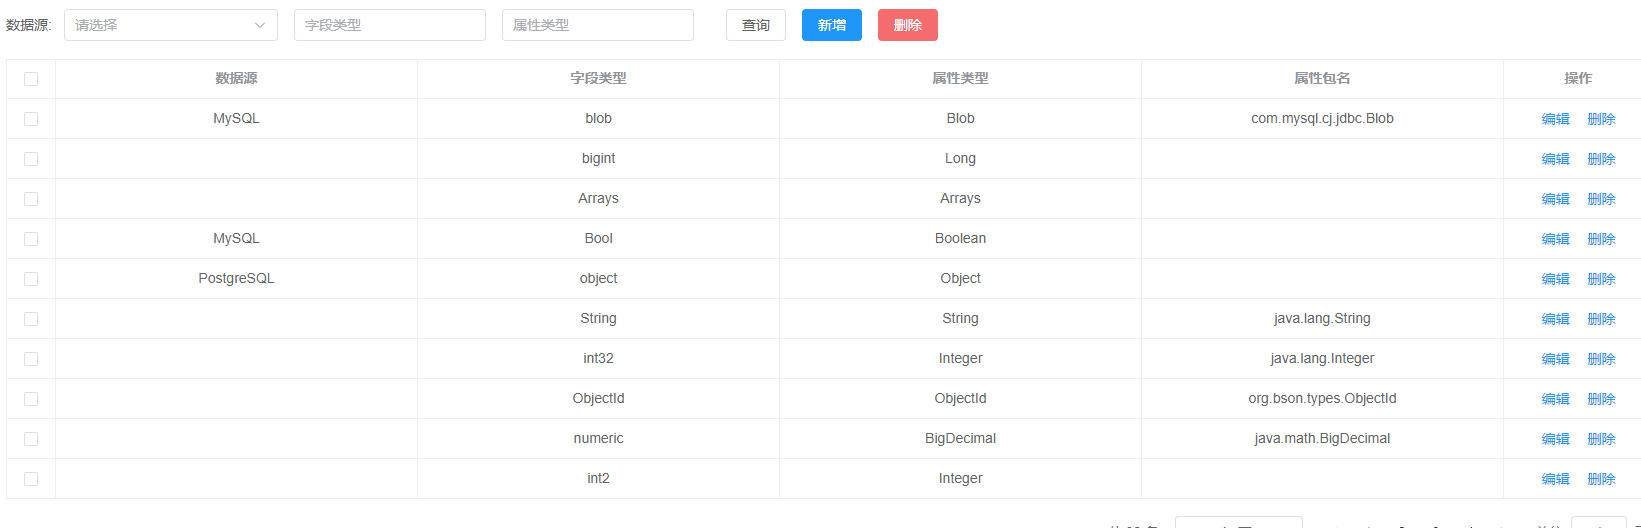 数据源: 请选择 字段类型 属性类型 查询 新增 删除
数据源 字段类型 属性类型 属性包名 操作
MySQL blob Blob com.mysql.cj.jdbc.Blob 编辑 删除
bigint Long 编辑 删除
Arrays Arrays 编辑 删除
MySQL Bool Boolean 编辑 删除
PostgreSQL object Object 编辑 删除
String String java.lang.String 编辑 删除
int32 Integer java.lang.Integer 编辑 删除
ObjectId ObjectId org.bson.types.ObjectId 编辑 删除
numeric BigDecimal java.math.BigDecimal 编辑 删除
int2 Integer 编辑 删除